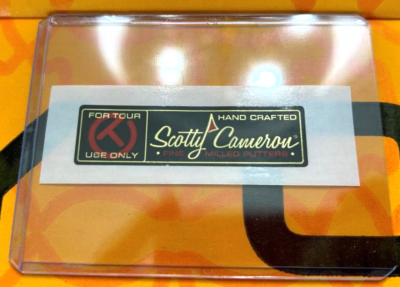 FOR TOUR
USE ONLY
HAND CRAFTED
Scotty Cameron®
• FINE MILLED PUTTERS •